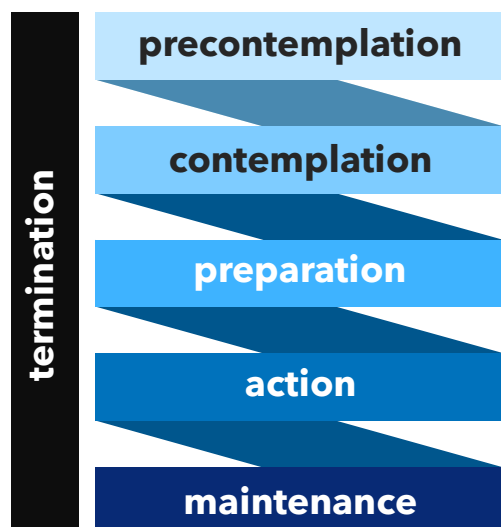 precontemplation
contemplation
preparation
action
maintenance
termination